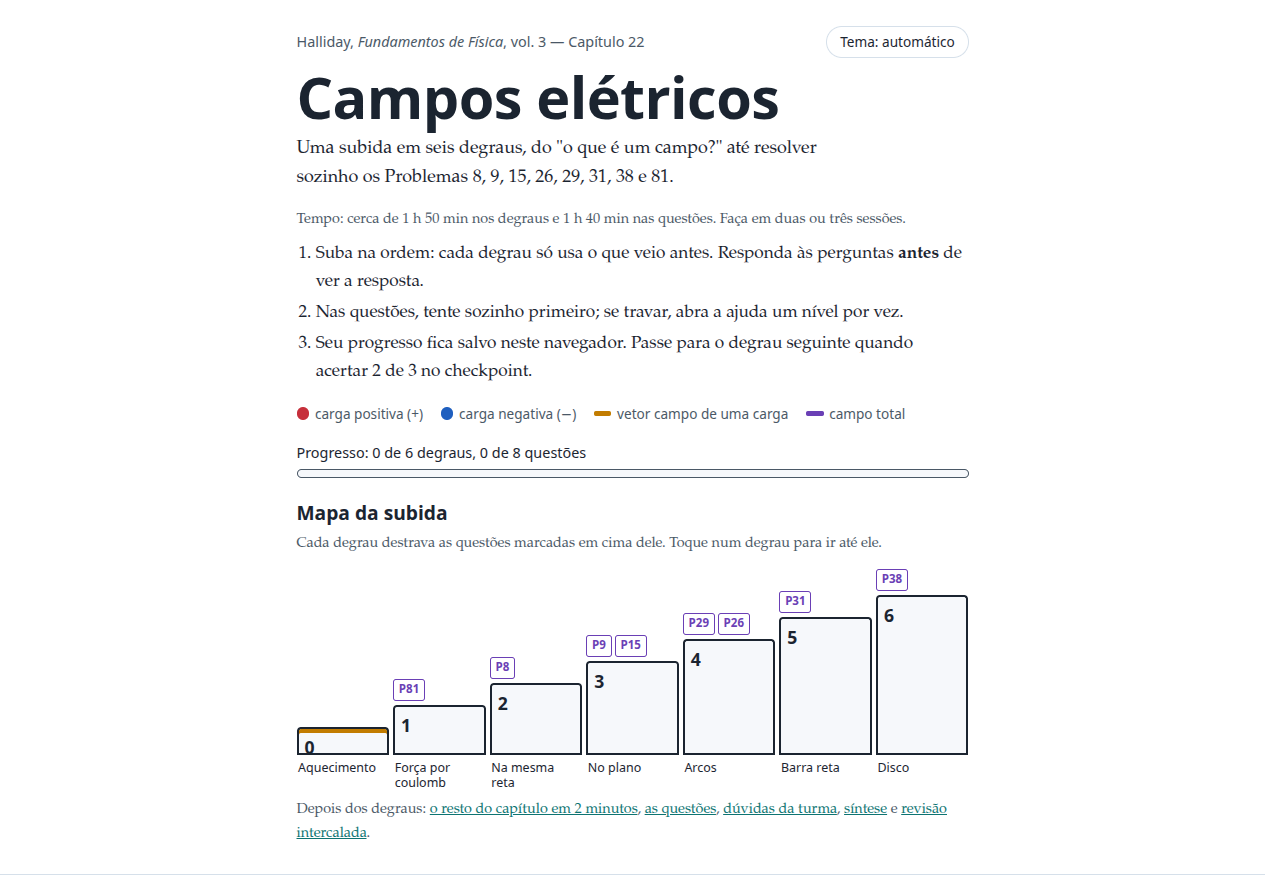 Halliday, Fundamentos de Física, vol. 3 — Capítulo 22
Tema: automático
Campos elétricos
Uma subida em seis degraus, do "o que é um campo?" até resolver
sozinho os Problemas 8, 9, 15, 26, 29, 31, 38 e 81.
Tempo: cerca de 1 h 50 min nos degraus e 1 h 40 min nas questões. Faça em duas ou três sessões.
1. Suba na ordem: cada degrau só usa o que veio antes. Responda às perguntas antes de
ver a resposta.
2. Nas questões, tente sozinho primeiro; se travar, abra a ajuda um nível por vez.
3. Seu progresso fica salvo neste navegador. Passe para o degrau seguinte quando
acertar 2 de 3 no checkpoint.
carga positiva (+) carga negativa (−) vetor campo de uma carga campo total
Progresso: 0 de 6 degraus, 0 de 8 questões
Mapa da subida
Cada degrau destrava as questões marcadas em cima dele. Toque num degrau para ir até ele.
P38
P31
6
P29 P26
5
P9 P15
4
P8
3
P81
2
1
0
Aquecimento
Força por
coulomb
Na mesma
reta
No plano
Arcos
Barra reta
Disco
Depois dos degraus: o resto do capítulo em 2 minutos, as questões, dúvidas da turma, síntese e revisão
intercalada.